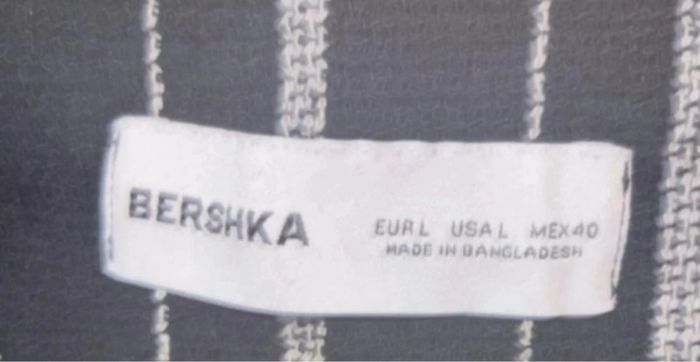 BERSHKA
EUR L USA L MEX 40
MADE IN BANGLADESH